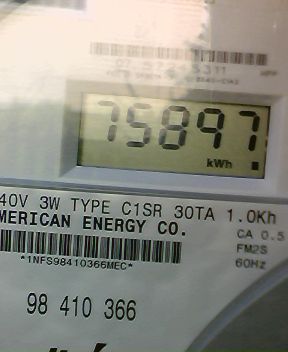 75897
kWh
40V 3W TYPE C1SR 30TA 1.0Kh
MERICAN ENERGY CO.
CA 0.5
FM2S
*1NFS98410366MEC*
60Hz
98 410 366